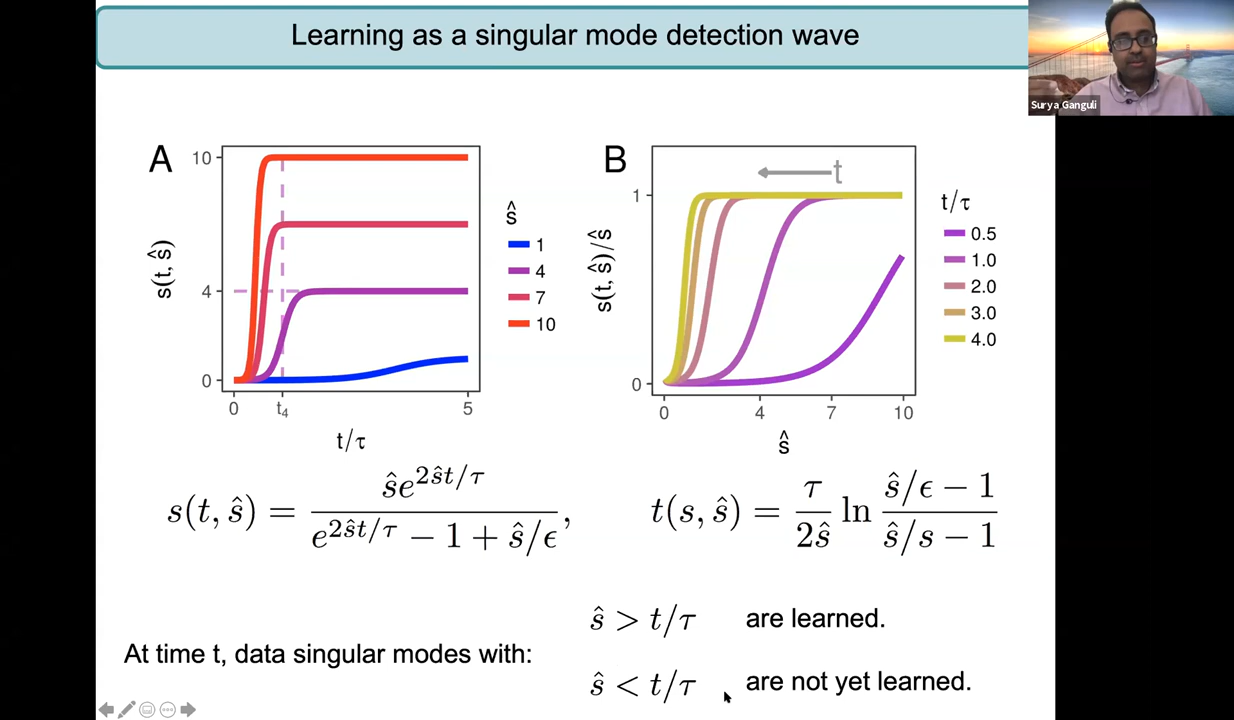 Learning as a singular mode detection wave
Surya Ganguli
A
10
4
0
s(t, ŝ)
0 t₄ 5
t/τ
ŝ
1
4
7
10
B
t
1
0
s(t, ŝ)/ŝ
0 4 7 10
ŝ
t/τ
0.5
1.0
2.0
3.0
4.0
s(t, ŝ) = ŝe^{2ŝt/τ} / (e^{2ŝt/τ} − 1 + ŝ/ϵ),
t(s, ŝ) = τ/2ŝ ln (ŝ/ϵ − 1)/(ŝ/s − 1)
At time t, data singular modes with:
ŝ > t/τ are learned.
ŝ < t/τ are not yet learned.